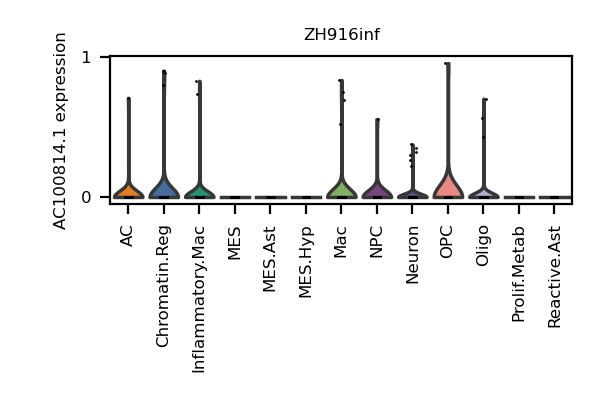 ZH916inf
AC100814.1 expression
1
0
AC
Chromatin.Reg
Inflammatory.Mac
MES
MES.Ast
MES.Hyp
Mac
NPC
Neuron
OPC
Oligo
Prolif.Metab
Reactive.Ast